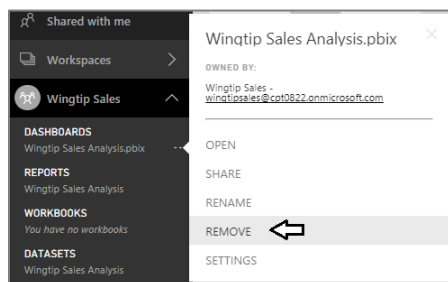 Shared with me
Workspaces
Wingtip Sales
DASHBOARDS
Wingtip Sales Analysis.pbix
REPORTS
Wingtip Sales Analysis
WORKBOOKS
You have no workbooks
DATASETS
Wingtip Sales Analysis
Wingtip Sales Analysis.pbix
OWNED BY:
Wingtip Sales -
wingtipsales@cpt0822.onmicrosoft.com
OPEN
SHARE
RENAME
REMOVE
SETTINGS